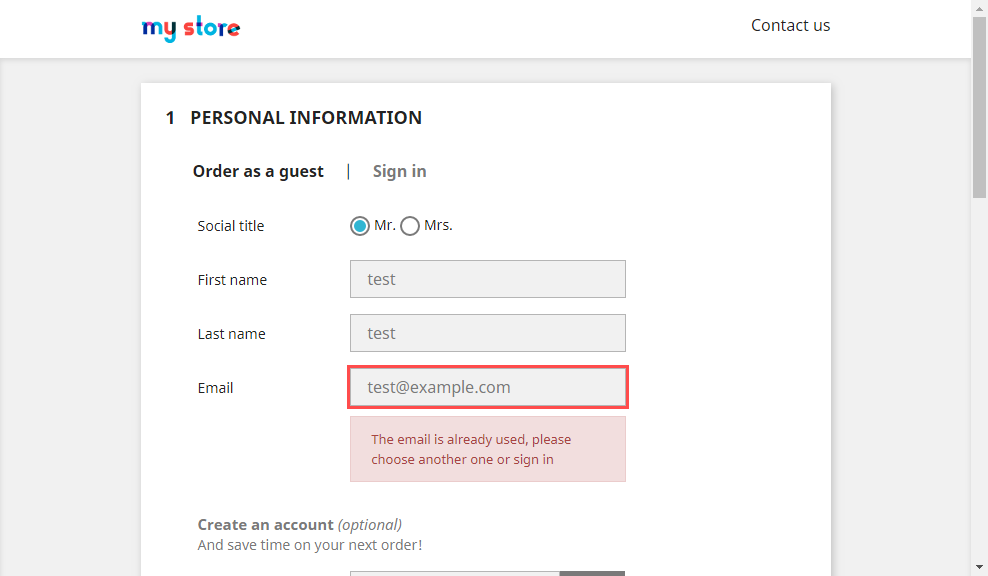 my store
Contact us
1 PERSONAL INFORMATION
Order as a guest | Sign in
Social title Mr. Mrs.
First name test
Last name test
Email test@example.com
The email is already used, please
choose another one or sign in
Create an account (optional)
And save time on your next order!